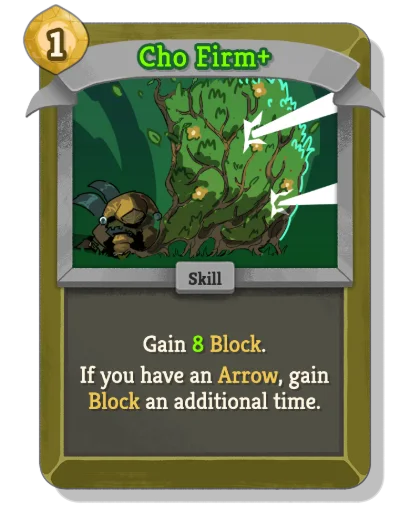 1
Cho Firm+
Skill
Gain 8 Block.
If you have an Arrow, gain
Block an additional time.